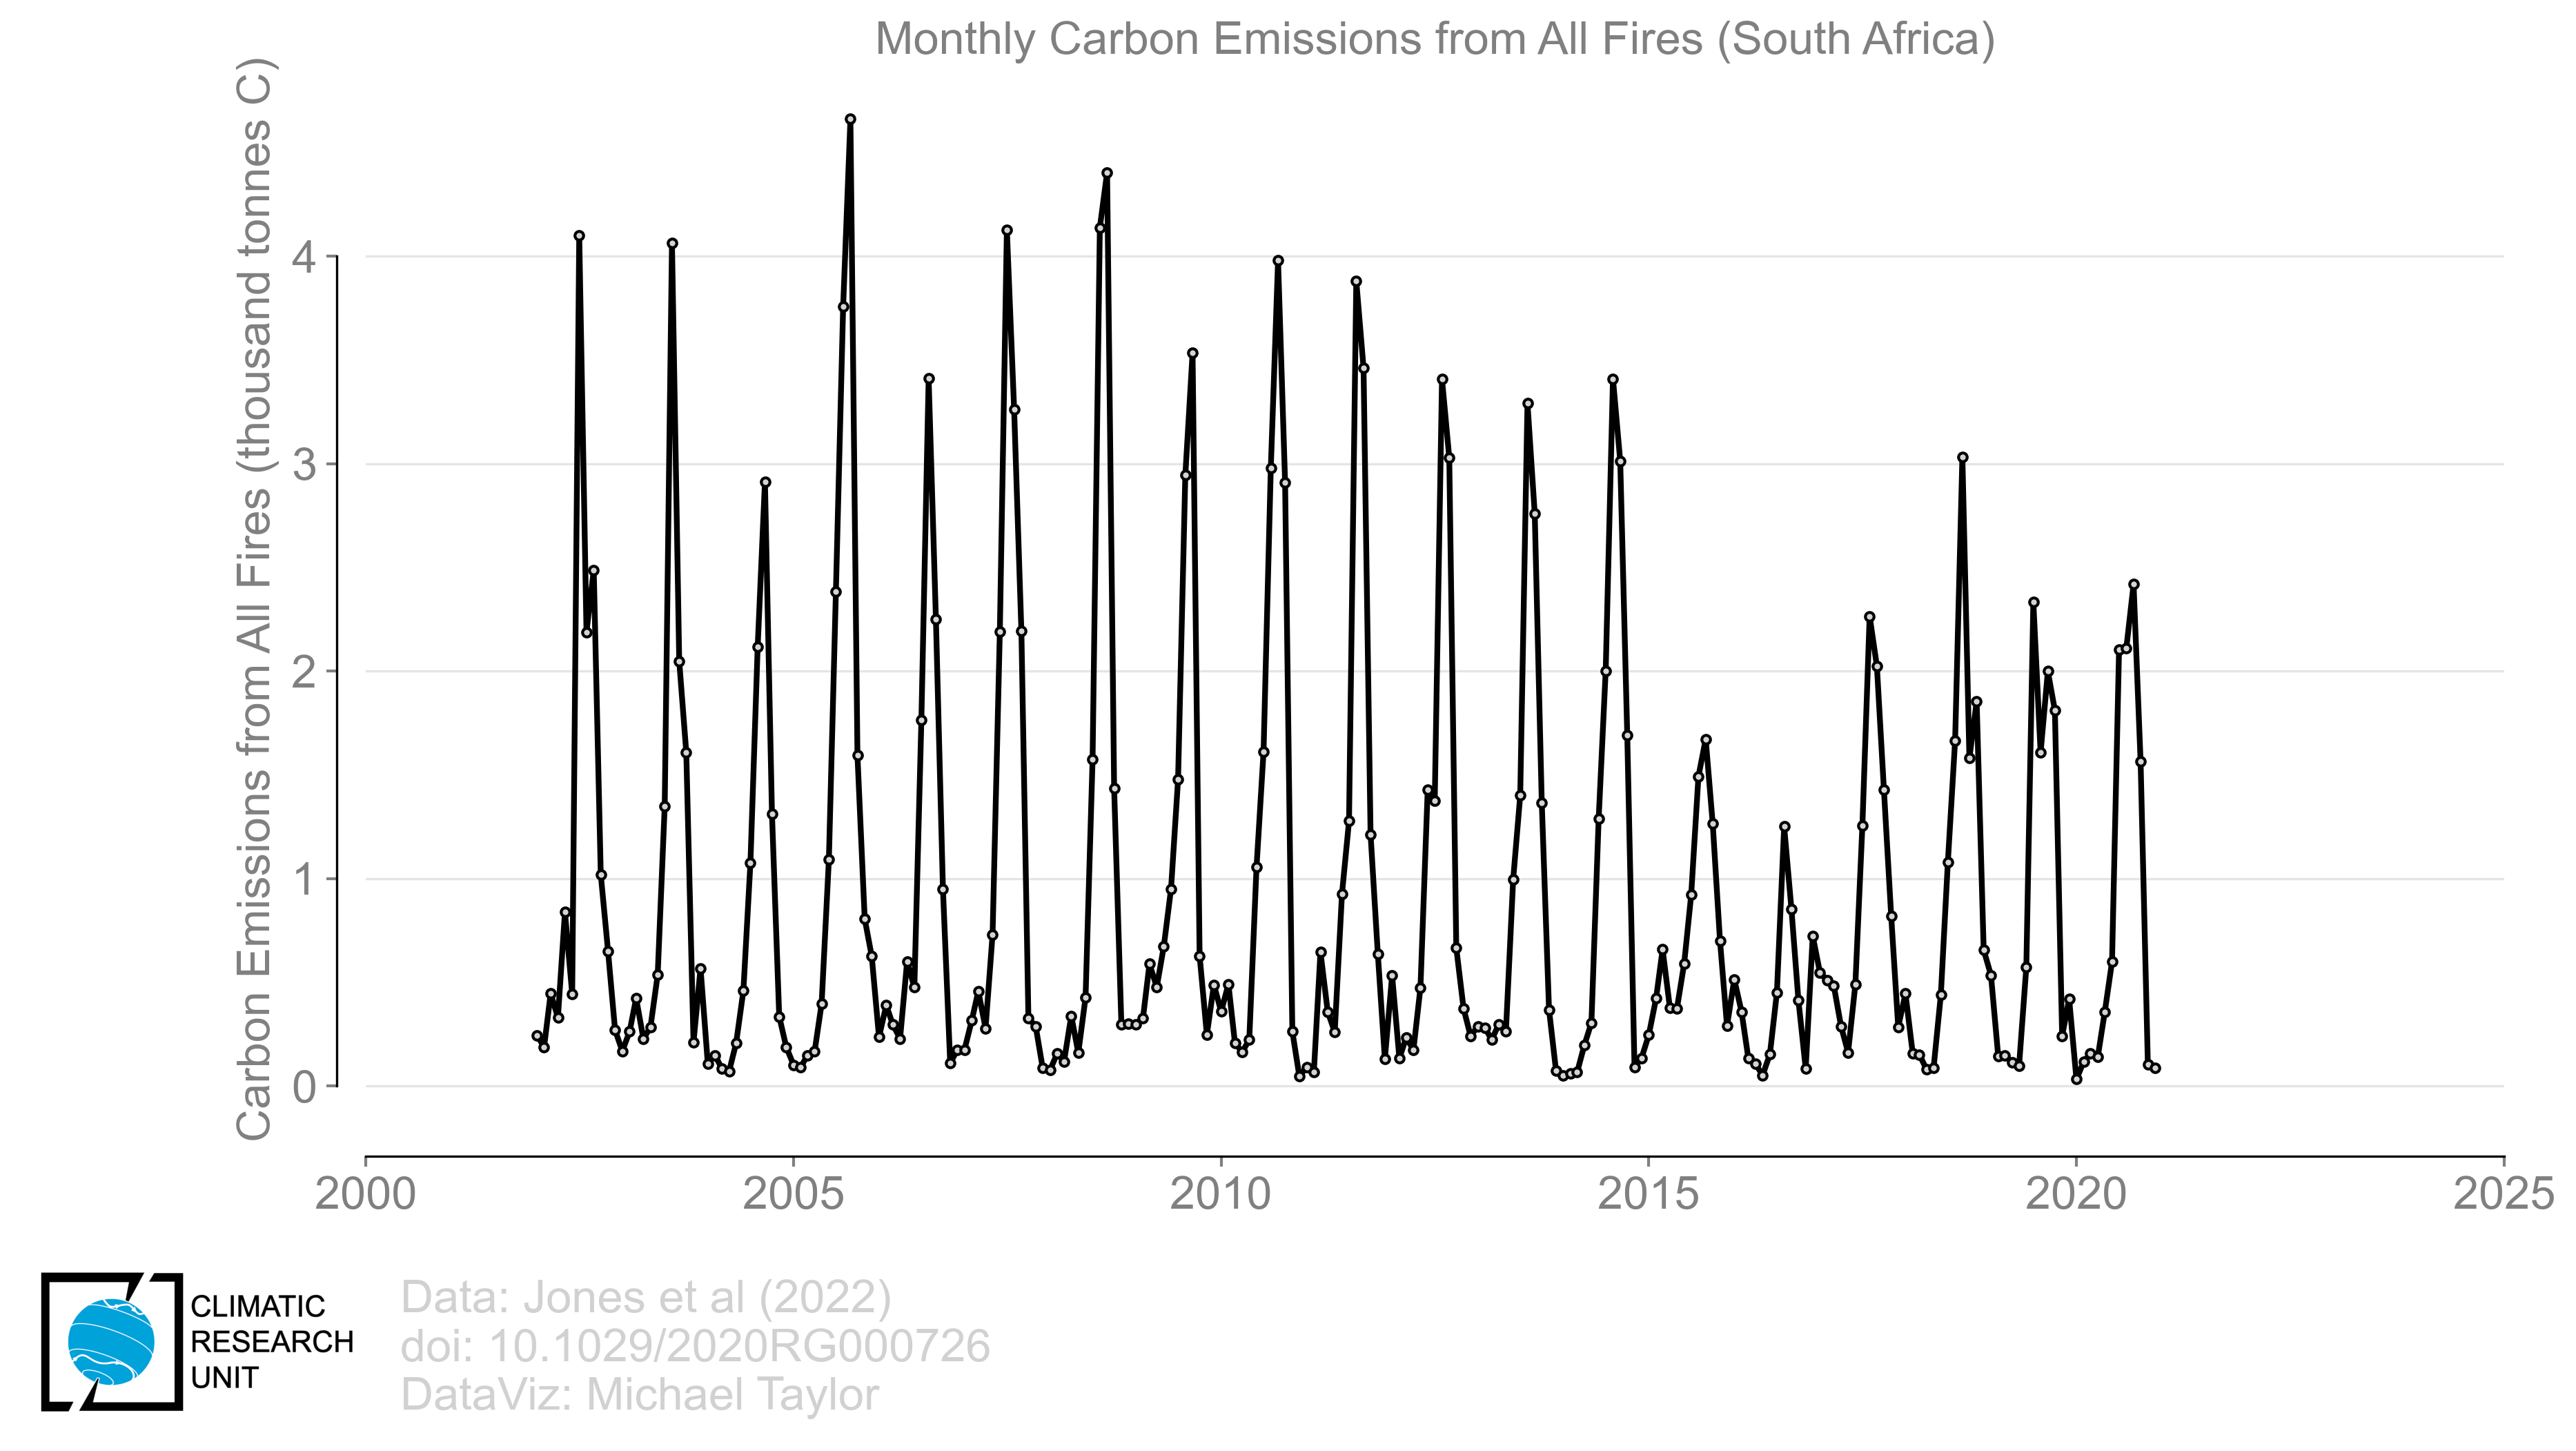 Monthly Carbon Emissions from All Fires (South Africa)
Carbon Emissions from All Fires (thousand tonnes C)
4
3
2
1
0
2000
2005
2010
2015
2020
2025
CLIMATIC
RESEARCH
UNIT
Data: Jones et al (2022)
doi: 10.1029/2020RG000726
DataViz: Michael Taylor